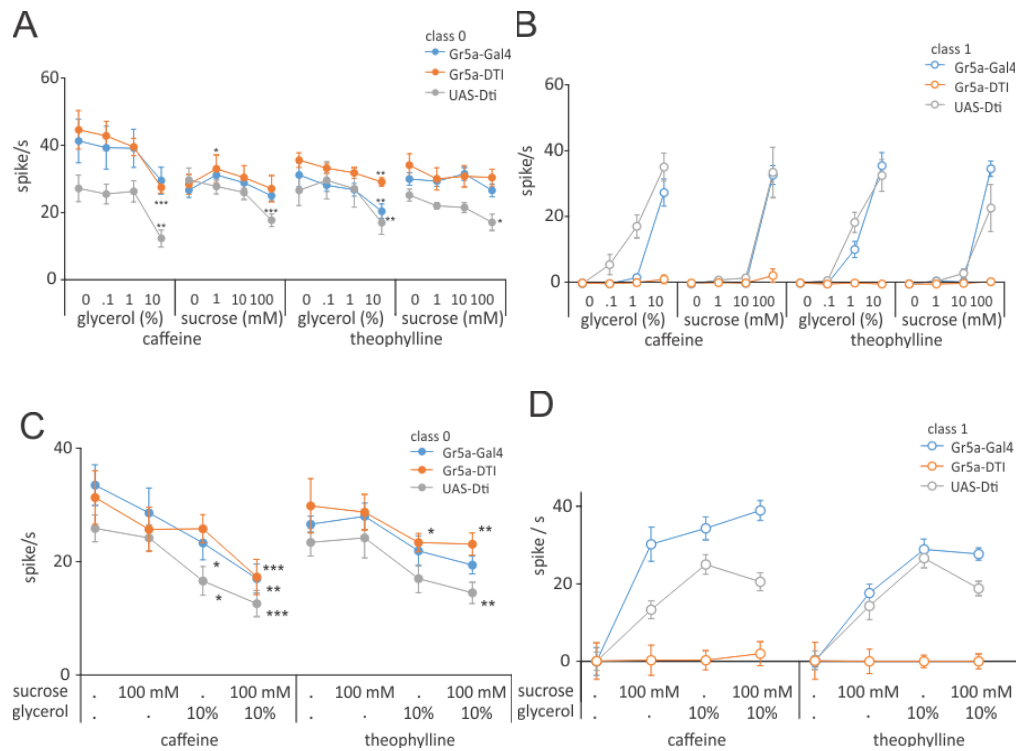 A
class 0
Gr5a-Gal4
Gr5a-DTI
UAS-Dti
60
40
20
0
spike/s
0 .1 1 10 0 1 10 100 0 .1 1 10 0 1 10 100
glycerol (%) sucrose (mM) glycerol (%) sucrose (mM)
caffeine theophylline
* *** ** *** ** ** ** *
B
class 1
Gr5a-Gal4
Gr5a-DTI
UAS-Dti
60
40
20
0
spike/s
0 .1 1 10 0 1 10 100 0 .1 1 10 0 1 10 100
glycerol (%) sucrose (mM) glycerol (%) sucrose (mM)
caffeine theophylline
C
class 0
Gr5a-Gal4
Gr5a-DTI
UAS-Dti
40
20
0
spike/s
* * *** ** *** * ** **
sucrose . 100 mM . 100 mM . 100 mM . 100 mM
glycerol . . 10% 10% . . 10% 10%
caffeine theophylline
D
class 1
Gr5a-Gal4
Gr5a-DTI
UAS-Dti
40
20
0
spike / s
sucrose . 100 mM . 100 mM . 100 mM . 100 mM
glycerol . . 10% 10% . . 10% 10%
caffeine theophylline